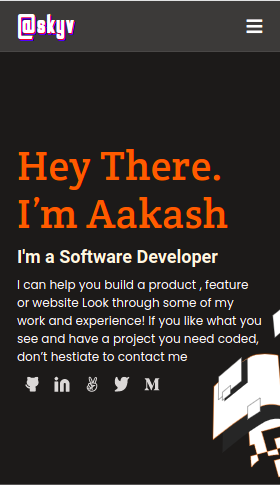 @skyv
Hey There.
I'm Aakash
I'm a Software Developer
I can help you build a product , feature
or website Look through some of my
work and experience! If you like what you
see and have a project you need coded,
don't hestiate to contact me